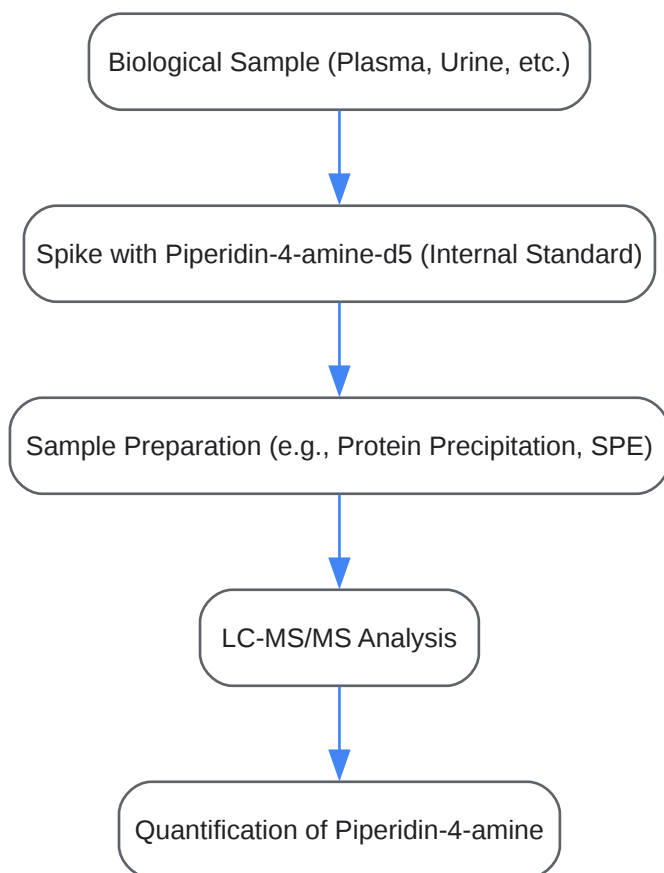 Biological Sample (Plasma, Urine, etc.)
Spike with Piperidin-4-amine-d5 (Internal Standard)
Sample Preparation (e.g., Protein Precipitation, SPE)
LC-MS/MS Analysis
Quantification of Piperidin-4-amine